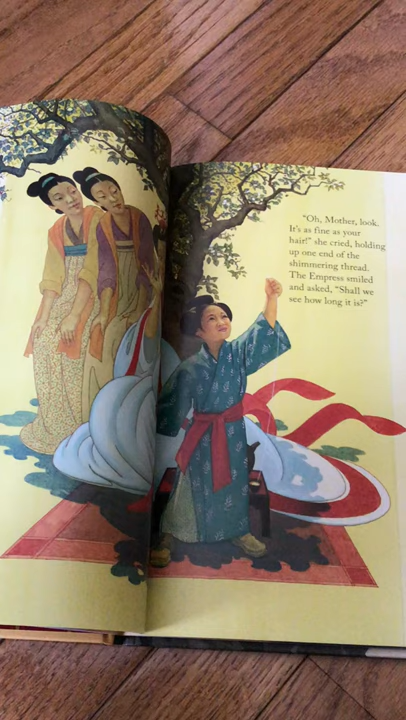 "Oh, Mother, look.
It's as fine as your
hair!" she cried, holding
up one end of the
shimmering thread.
The Empress smiled
and asked, "Shall we
see how long it is?"